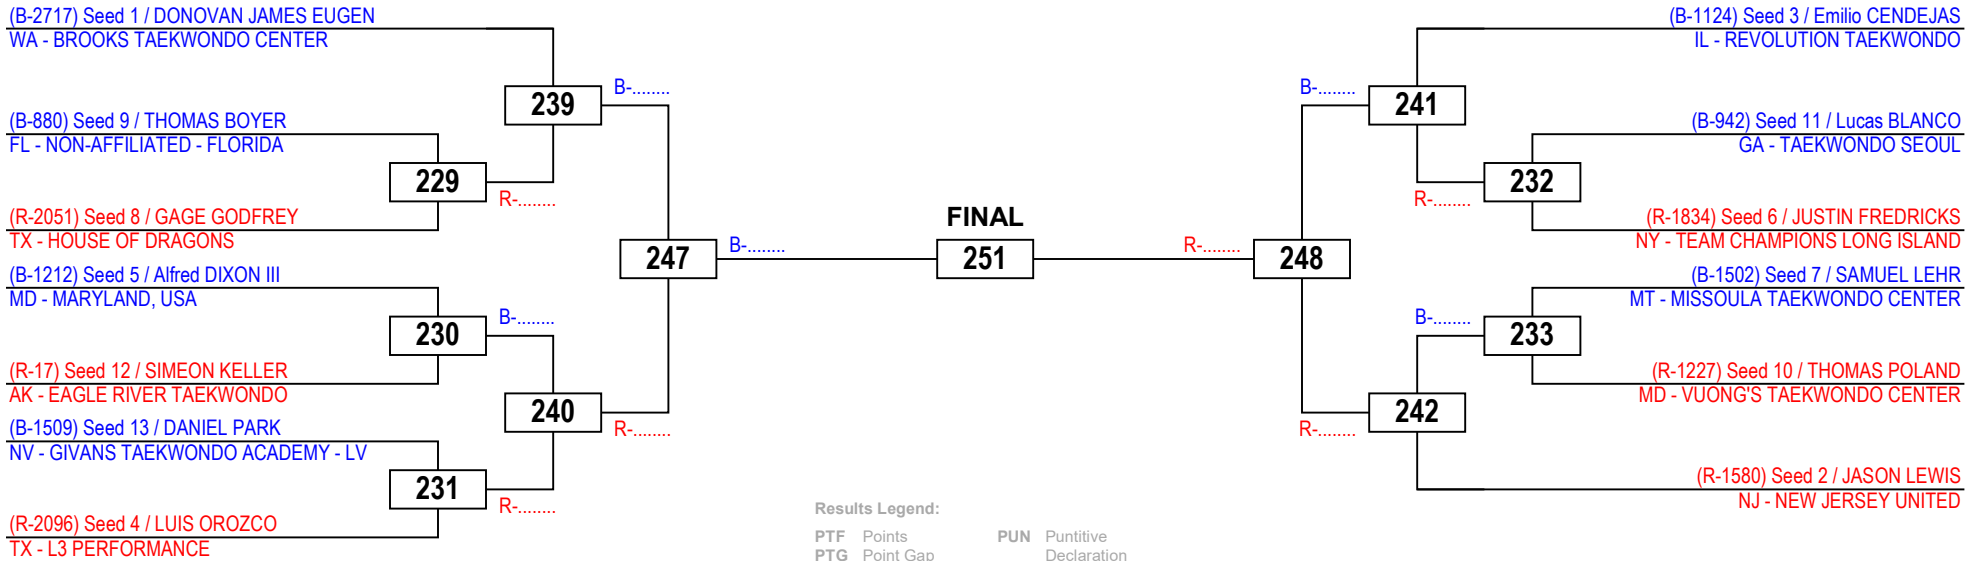 (B-2717) Seed 1 / DONOVAN JAMES EUGEN
WA - BROOKS TAEKWONDO CENTER
239
B-........
(B-880) Seed 9 / THOMAS BOYER
FL - NON-AFFILIATED - FLORIDA
229
R-........
(R-2051) Seed 8 / GAGE GODFREY
TX - HOUSE OF DRAGONS
247
B-........
(B-1212) Seed 5 / Alfred DIXON III
MD - MARYLAND, USA
230
B-........
(R-17) Seed 12 / SIMEON KELLER
AK - EAGLE RIVER TAEKWONDO
240
R-........
(B-1509) Seed 13 / DANIEL PARK
NV - GIVANS TAEKWONDO ACADEMY - LV
231
R-........
(R-2096) Seed 4 / LUIS OROZCO
TX - L3 PERFORMANCE
FINAL
251
(B-1124) Seed 3 / Emilio CENDEJAS
IL - REVOLUTION TAEKWONDO
B-........
241
(B-942) Seed 11 / Lucas BLANCO
GA - TAEKWONDO SEOUL
R-........
232
(R-1834) Seed 6 / JUSTIN FREDRICKS
NY - TEAM CHAMPIONS LONG ISLAND
R-........
248
(B-1502) Seed 7 / SAMUEL LEHR
MT - MISSOULA TAEKWONDO CENTER
B-........
233
(R-1227) Seed 10 / THOMAS POLAND
MD - VUONG'S TAEKWONDO CENTER
R-........
242
(R-1580) Seed 2 / JASON LEWIS
NJ - NEW JERSEY UNITED
Results Legend:
PTF Points
PTG Point Gap
PUN Puntitive
Declaration